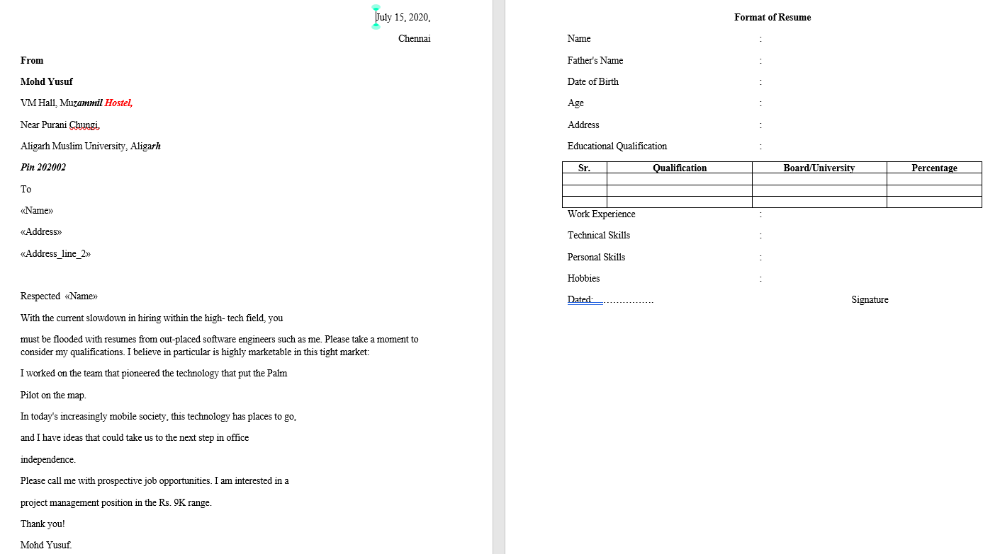 July 15, 2020,
Chennai
From
Mohd Yusuf
VM Hall, Muzammil Hostel,
Near Purani Chungi,
Aligarh Muslim University, Aligarh
Pin 202002
To
«Name»
«Address»
«Address_line_2»
Respected «Name»
With the current slowdown in hiring within the high- tech field, you
must be flooded with resumes from out-placed software engineers such as me. Please take a moment to
consider my qualifications. I believe in particular is highly marketable in this tight market:
I worked on the team that pioneered the technology that put the Palm
Pilot on the map.
In today's increasingly mobile society, this technology has places to go,
and I have ideas that could take us to the next step in office
independence.
Please call me with prospective job opportunities. I am interested in a
project management position in the Rs. 9K range.
Thank you!
Mohd Yusuf.
Format of Resume
Name :
Father's Name :
Date of Birth :
Age :
Address :
Educational Qualification :
Sr. Qualification Board/University Percentage
Work Experience :
Technical Skills :
Personal Skills :
Hobbies :
Dated: ................ Signature